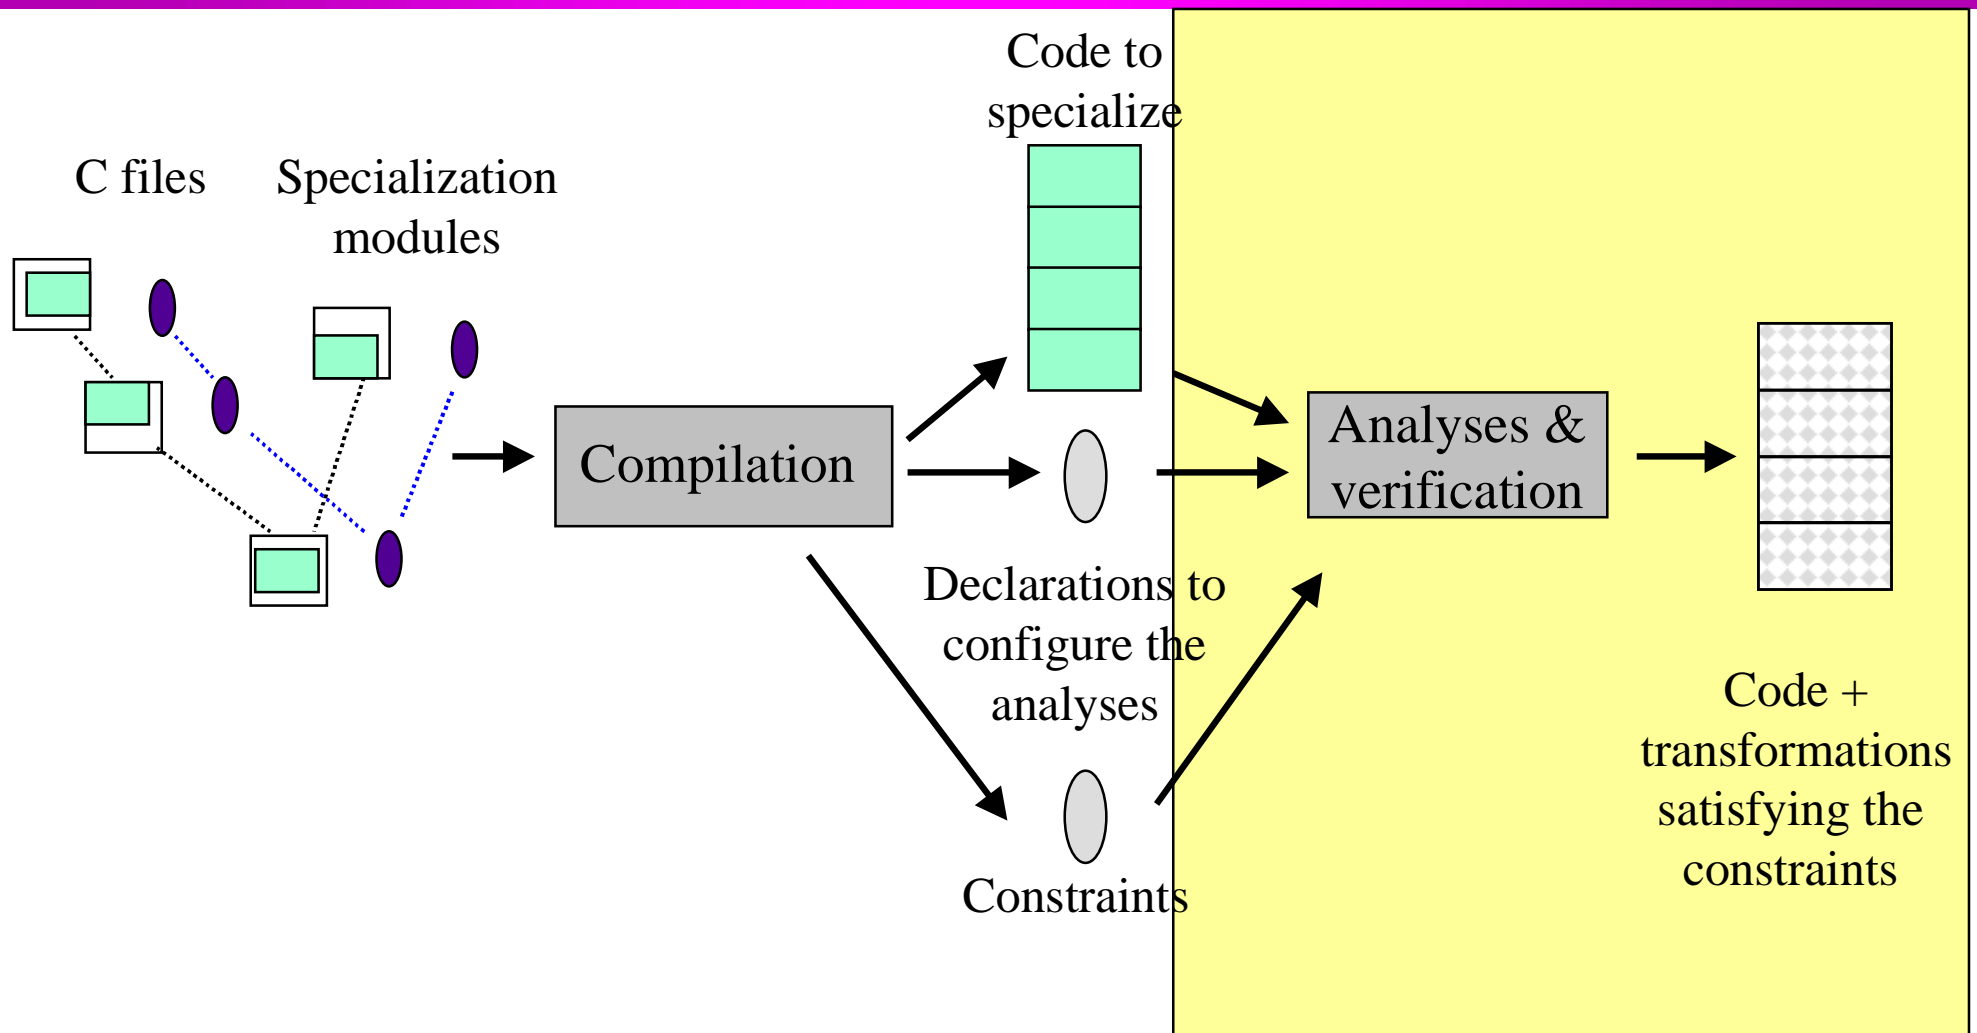 C files
Specialization
modules
Compilation
Code to
specialize
Declarations to
configure the
analyses
Constraints
Analyses &
verification
Code +
transformations
satisfying the
constraints